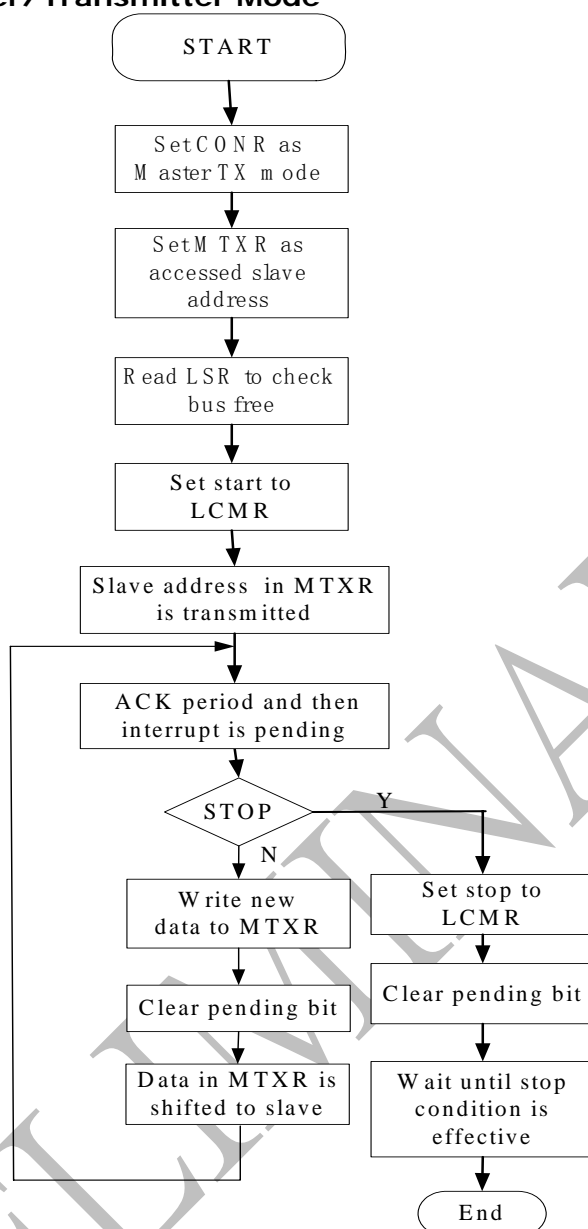 /Transmitter Mode
START
Set CONR as
Master TX mode
Set MTXR as
accessed slave
address
Read LSR to check
bus free
Set start to
LCMR
Slave address in MTXR
is transmitted
ACK period and then
interrupt is pending
STOP
Y
N
Write new
data to MTXR
Set stop to
LCMR
Clear pending bit
Clear pending bit
Data in MTXR is
shifted to slave
Wait until stop
condition is
effective
End